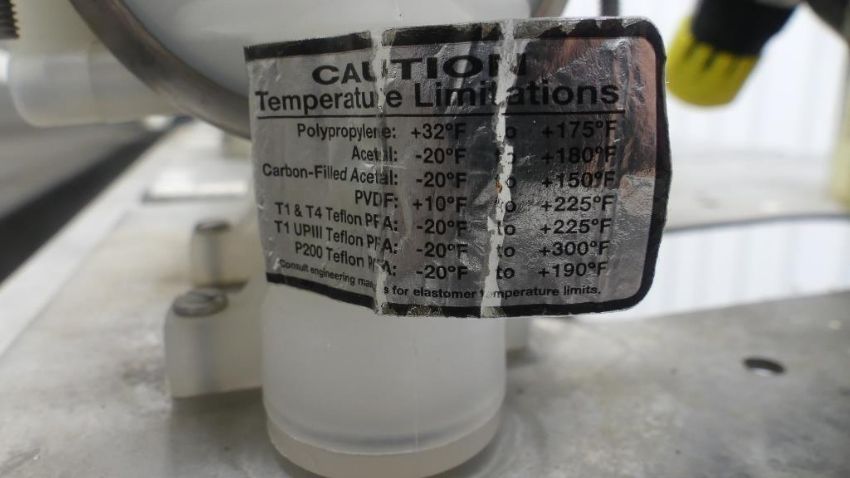 CAUTION
Temperature Limitations
Polypropylene: +32°F to +175°F
Acetal: -20°F to +180°F
Carbon-Filled Acetal: -20°F to +150°F
PVDF: +10°F to +225°F
T1 & T4 Teflon PFA: -20°F to +225°F
T1 UPIII Teflon PFA: -20°F to +300°F
P200 Teflon PFA: -20°F to +190°F
Consult engineering manuals for elastomer temperature limits.